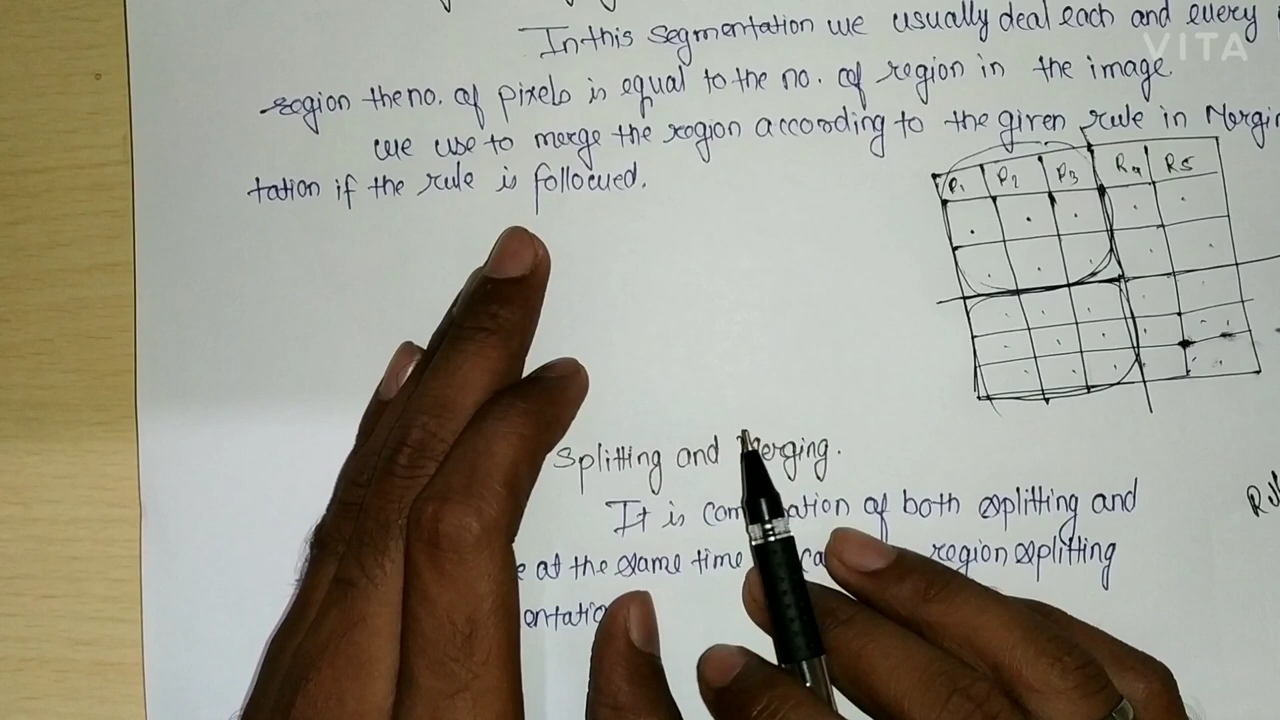 In this segmentation we usually deal each and every
VITA
region the no. of pixels is equal to the no. of region in the image.
we use to merge the region according to the given rule in Mergin
tation if the rule is followed.
P1 P2 P3 R4 R5
Splitting and Merging.
It is com ation of both splitting and
e at the same time ca region splitting
entatio